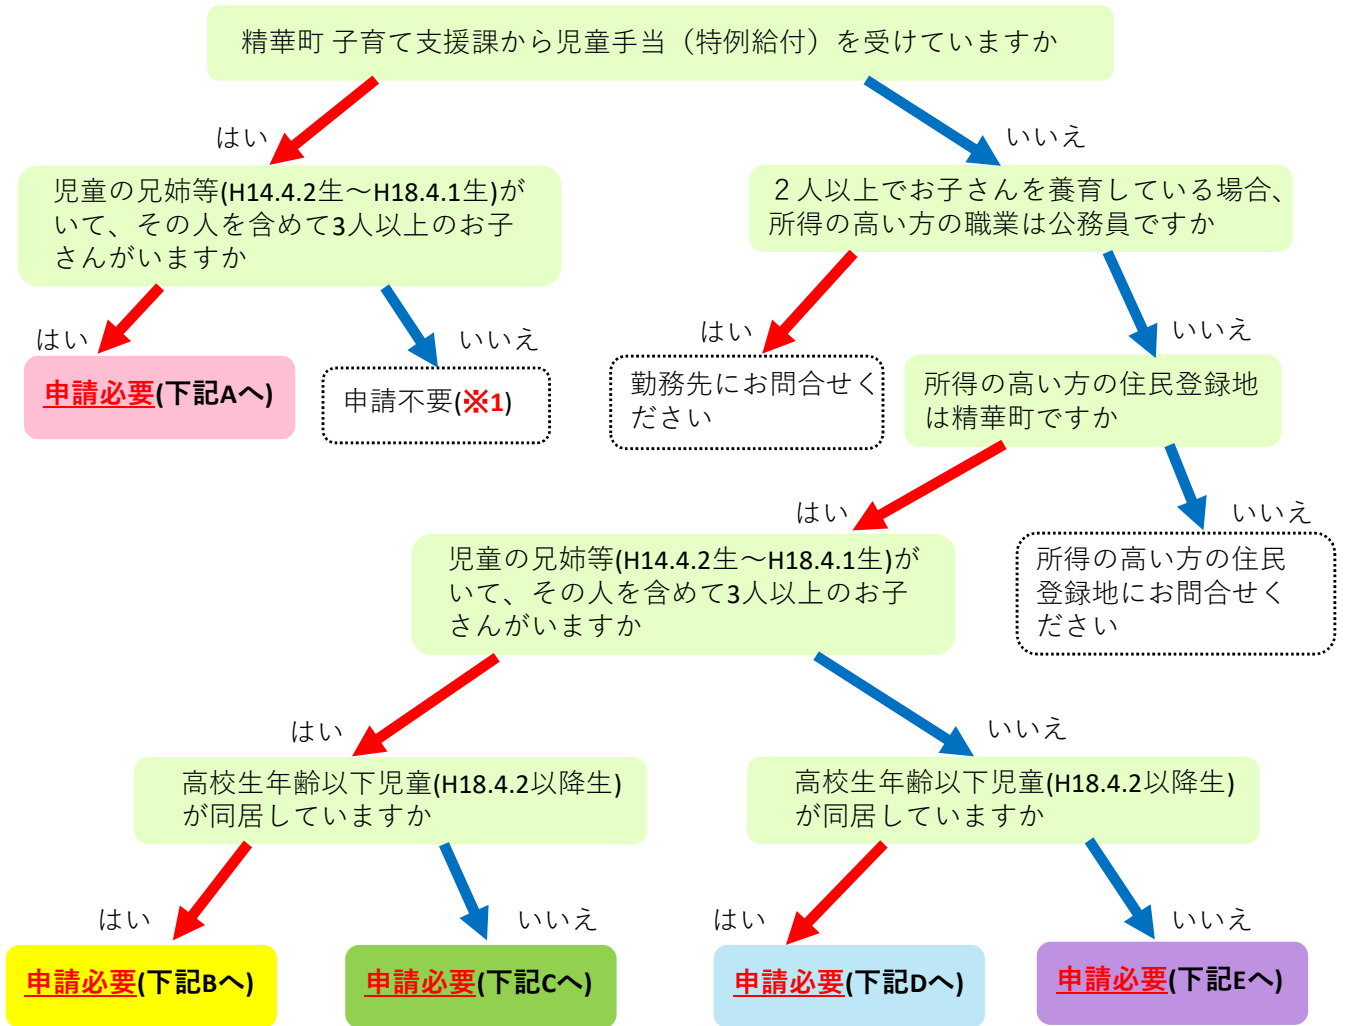 精華町 子育て支援課から児童手当（特例給付）を受けていますか
はい
いいえ
児童の兄姉等(H14.4.2生～H18.4.1生)が
いて、その人を含めて3人以上のお子
さんがいますか
２人以上でお子さんを養育している場合、
所得の高い方の職業は公務員ですか
はい
いいえ
はい
いいえ
申請必要(下記Aへ)
申請不要(※1)
勤務先にお問合せく
ださい
所得の高い方の住民登録地
は精華町ですか
はい
いいえ
児童の兄姉等(H14.4.2生～H18.4.1生)が
いて、その人を含めて3人以上のお子
さんがいますか
所得の高い方の住民
登録地にお問合せく
ださい
はい
いいえ
高校生年齢以下児童(H18.4.2以降生)
が同居していますか
高校生年齢以下児童(H18.4.2以降生)
が同居していますか
はい
いいえ
はい
いいえ
申請必要(下記Bへ)
申請必要(下記Cへ)
申請必要(下記Dへ)
申請必要(下記Eへ)